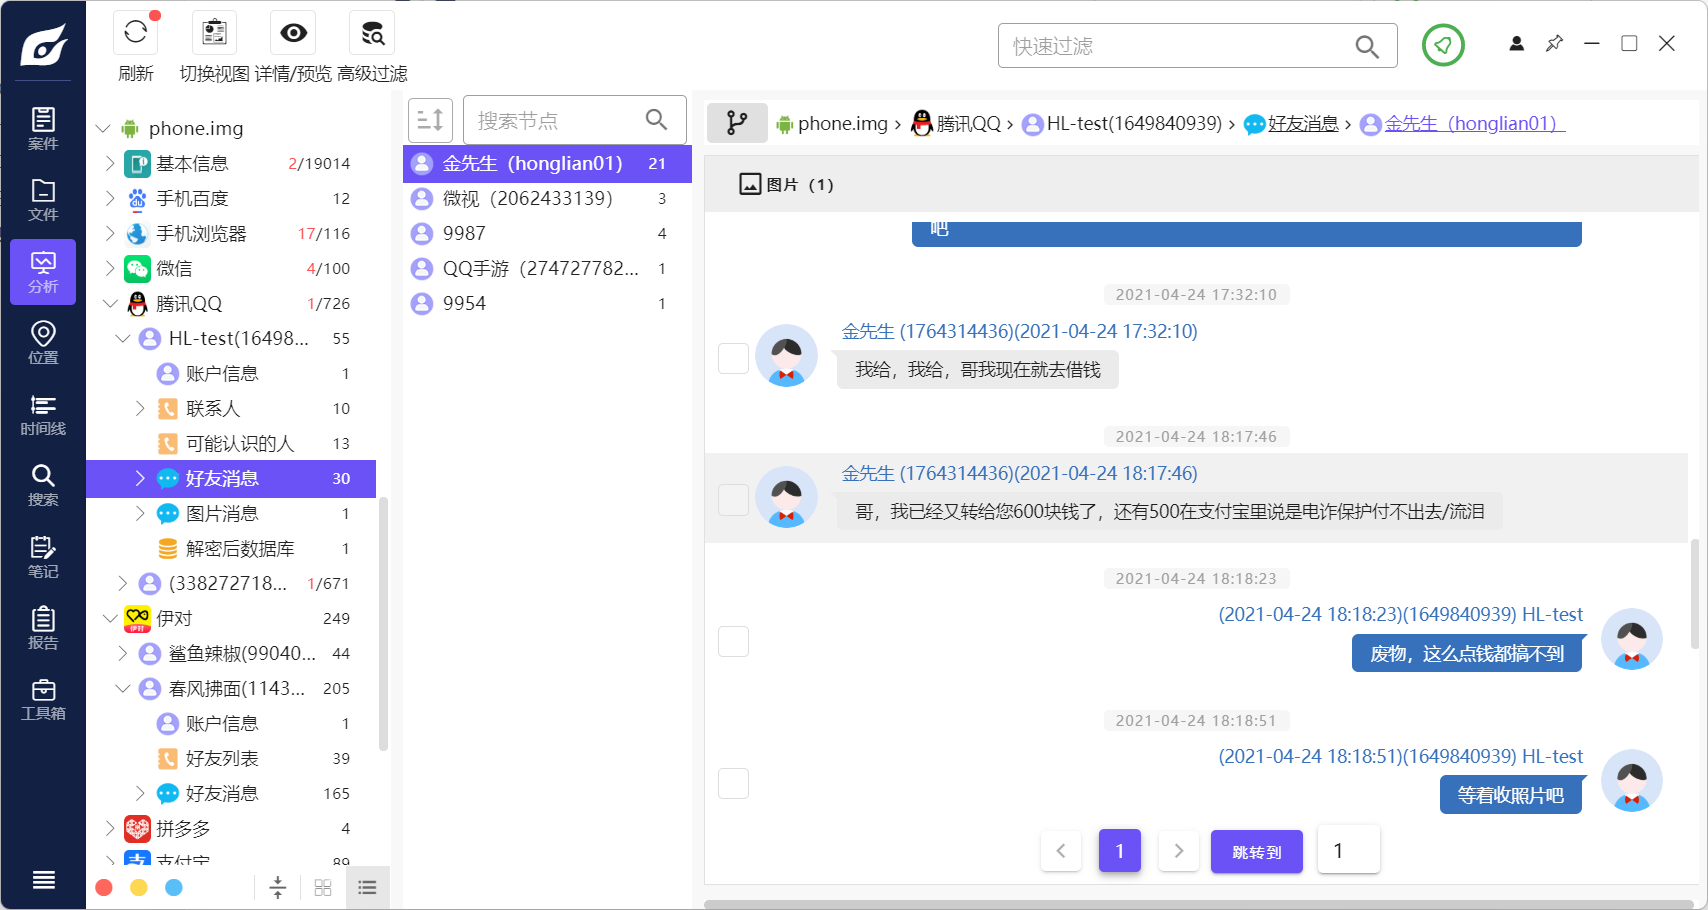 刷新
切换视图
详情/预览
高级过滤
快速过滤
案件
文件
分析
位置
时间线
搜索
笔记
报告
工具箱
phone.img
基本信息 2/19014
手机百度 12
手机浏览器 17/116
微信 4/100
腾讯QQ 1/726
HL-test(16498... 55
账户信息 1
联系人 10
可能认识的人 13
好友消息 30
图片消息 1
解密后数据库 1
(338272718... 1/671
伊对 249
鲨鱼辣椒(99040... 44
春风拂面(1143... 205
账户信息 1
好友列表 39
好友消息 165
拼多多 4
支付宝 89
搜索节点
金先生（honglian01） 21
微视（2062433139） 3
9987 4
QQ手游（274727782... 1
9954 1
phone.img › 腾讯QQ › HL-test(1649840939) › 好友消息 › 金先生（honglian01）
图片（1）
吧
2021-04-24 17:32:10
金先生 (1764314436)(2021-04-24 17:32:10)
我给，我给，哥我现在就去借钱
2021-04-24 18:17:46
金先生 (1764314436)(2021-04-24 18:17:46)
哥，我已经又转给您600块钱了，还有500在支付宝里说是电诈保护付不出去/流泪
2021-04-24 18:18:23
(2021-04-24 18:18:23)(1649840939) HL-test
废物，这么点钱都搞不到
2021-04-24 18:18:51
(2021-04-24 18:18:51)(1649840939) HL-test
等着收照片吧
1 跳转到 1